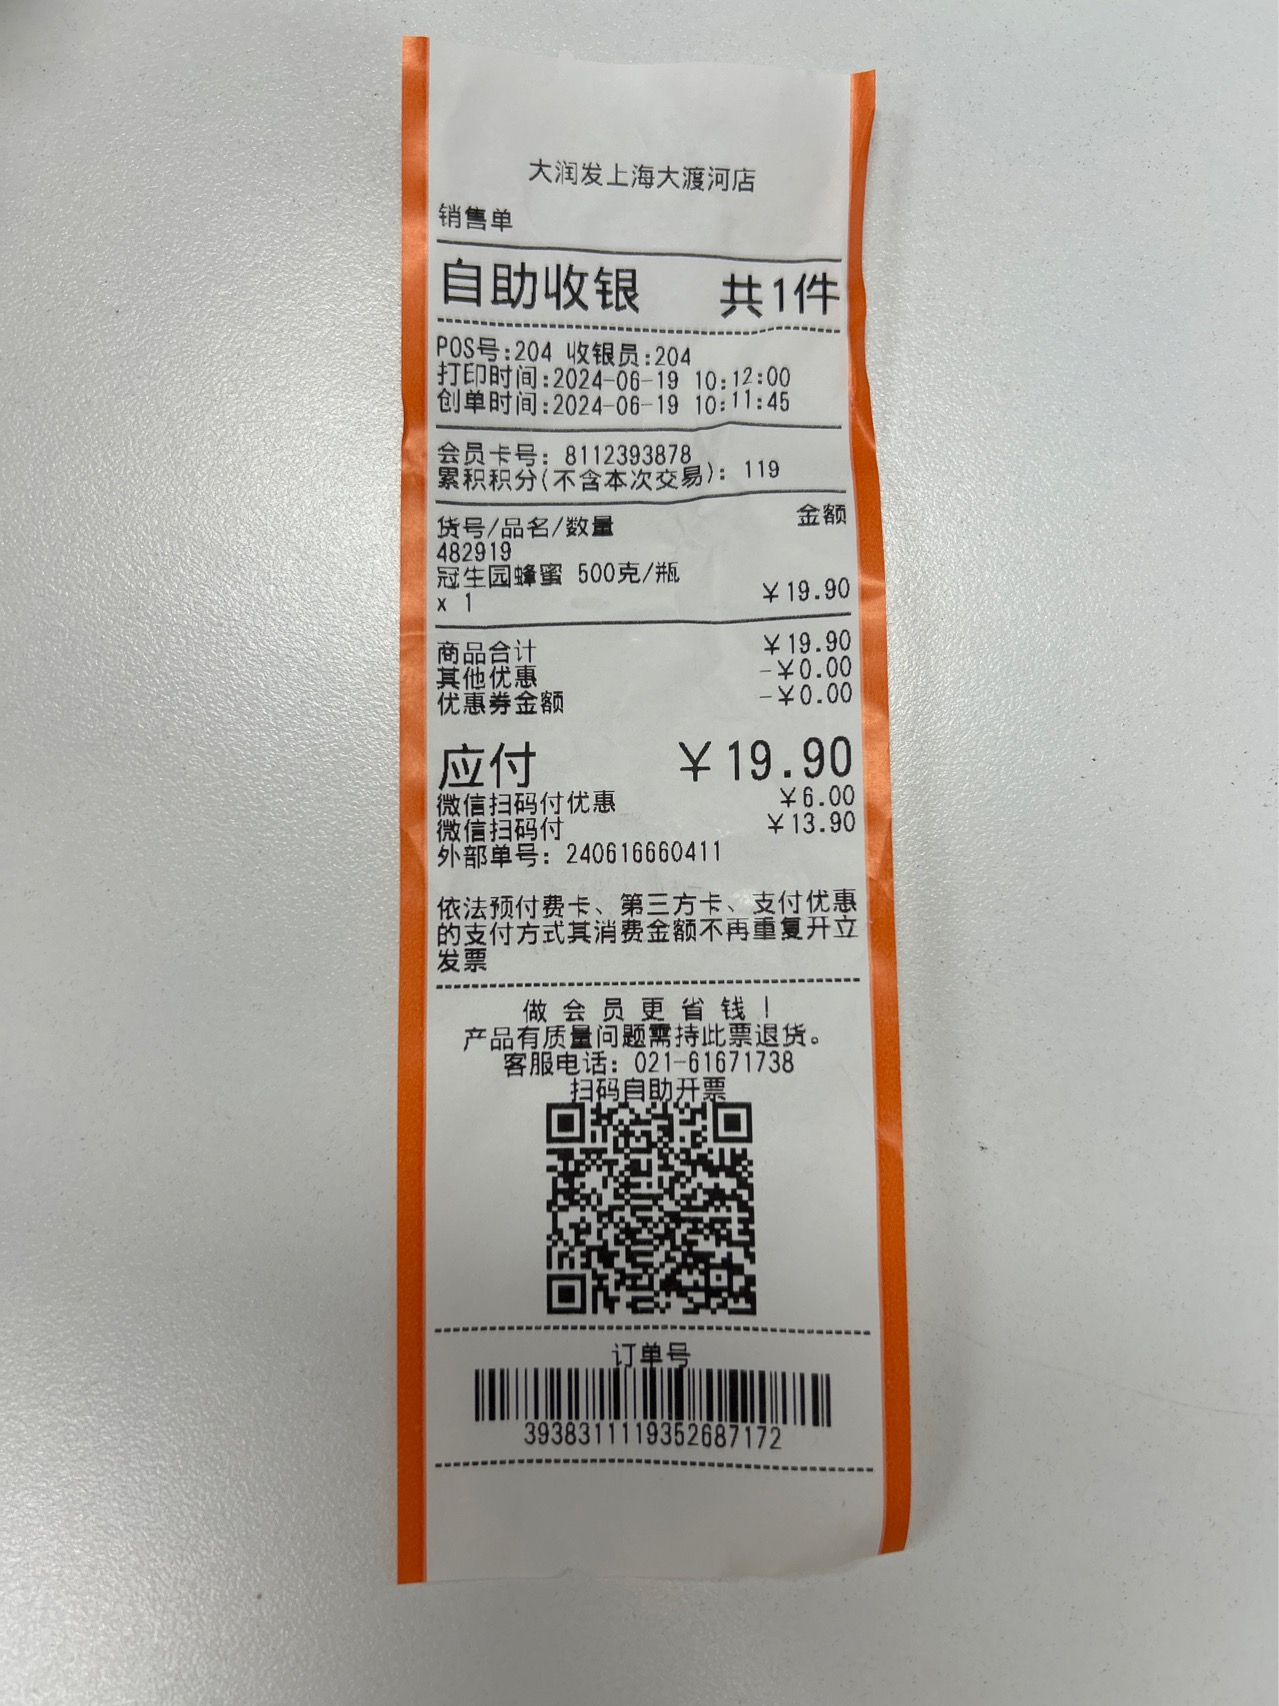 大润发上海大渡河店
销售单
自助收银 共1件
POS号:204 收银员:204
打印时间:2024-06-19 10:12:00
创单时间:2024-06-19 10:11:45
会员卡号: 8112393878
累积积分(不含本次交易): 119
货号/品名/数量 金额
482919
冠生园蜂蜜 500克/瓶
x 1 ￥19.90
商品合计 ￥19.90
其他优惠 -￥0.00
优惠券金额 -￥0.00
应付 ￥19.90
微信扫码付优惠 ￥6.00
微信扫码付 ￥13.90
外部单号: 240616660411
依法预付费卡、第三方卡、支付优惠
的支付方式其消费金额不再重复开立
发票
做会员更省钱!
产品有质量问题需持此票退货。
客服电话: 021-61671738
扫码自助开票
订单号
3938311119352687172